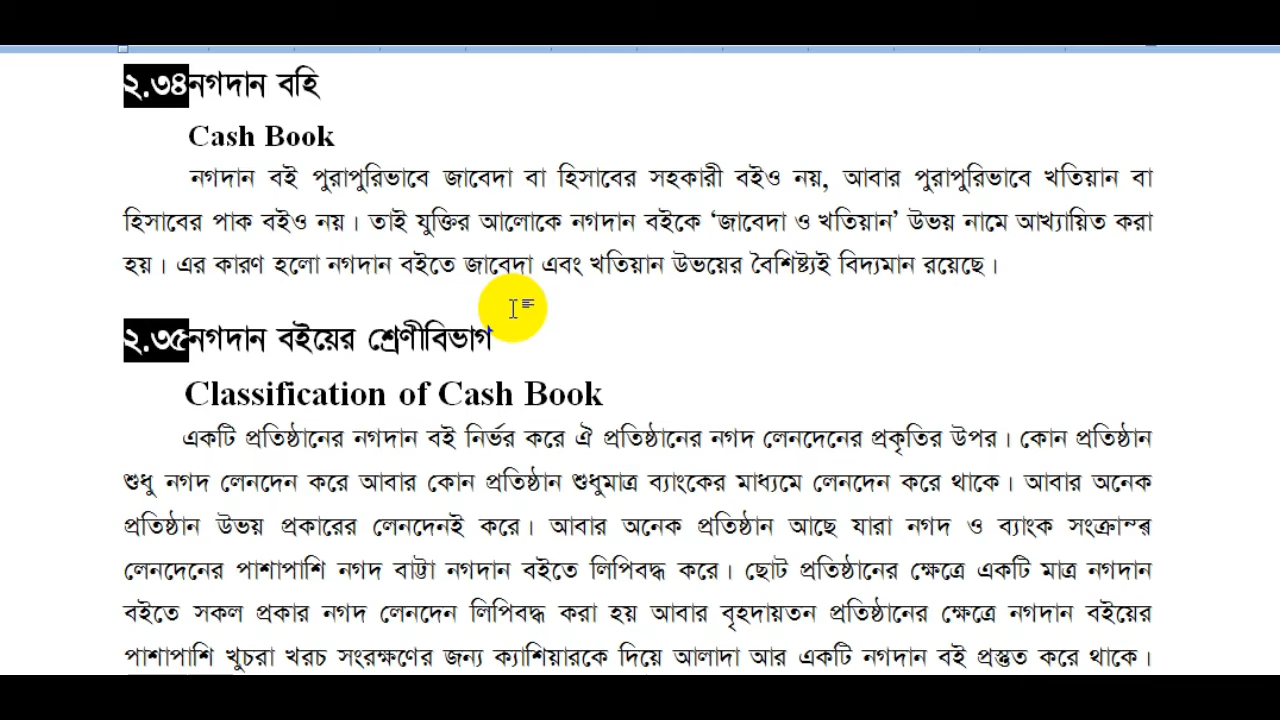 ২.৩৪নগদান বহি
Cash Book
নগদান বই পুরাপুরিভাবে জাবেদা বা হিসাবের সহকারী বইও নয়, আবার পুরাপুরিভাবে খতিয়ান বা
হিসাবের পাক বইও নয়। তাই যুক্তির আলোকে নগদান বইকে ‘জাবেদা ও খতিয়ান’ উভয় নামে আখ্যায়িত করা
হয়। এর কারণ হলো নগদান বইতে জাবেদা এবং খতিয়ান উভয়ের বৈশিষ্ট্যই বিদ্যমান রয়েছে।
২.৩৫নগদান বইয়ের শ্রেণীবিভাগ
Classification of Cash Book
একটি প্রতিষ্ঠানের নগদান বই নির্ভর করে ঐ প্রতিষ্ঠানের নগদ লেনদেনের প্রকৃতির উপর। কোন প্রতিষ্ঠান
শুধু নগদ লেনদেন করে আবার কোন প্রতিষ্ঠান শুধুমাত্র ব্যাংকের মাধ্যমে লেনদেন করে থাকে। আবার অনেক
প্রতিষ্ঠান উভয় প্রকারের লেনদেনই করে। আবার অনেক প্রতিষ্ঠান আছে যারা নগদ ও ব্যাংক সংক্রাম্ৰ
লেনদেনের পাশাপাশি নগদ বাট্টা নগদান বইতে লিপিবদ্ধ করে। ছোট প্রতিষ্ঠানের ক্ষেত্রে একটি মাত্র নগদান
বইতে সকল প্রকার নগদ লেনদেন লিপিবদ্ধ করা হয় আবার বৃহদায়তন প্রতিষ্ঠানের ক্ষেত্রে নগদান বইয়ের
পাশাপাশি খুচরা খরচ সংরক্ষণের জন্য ক্যাশিয়ারকে দিয়ে আলাদা আর একটি নগদান বই প্রস্তুত করে থাকে।